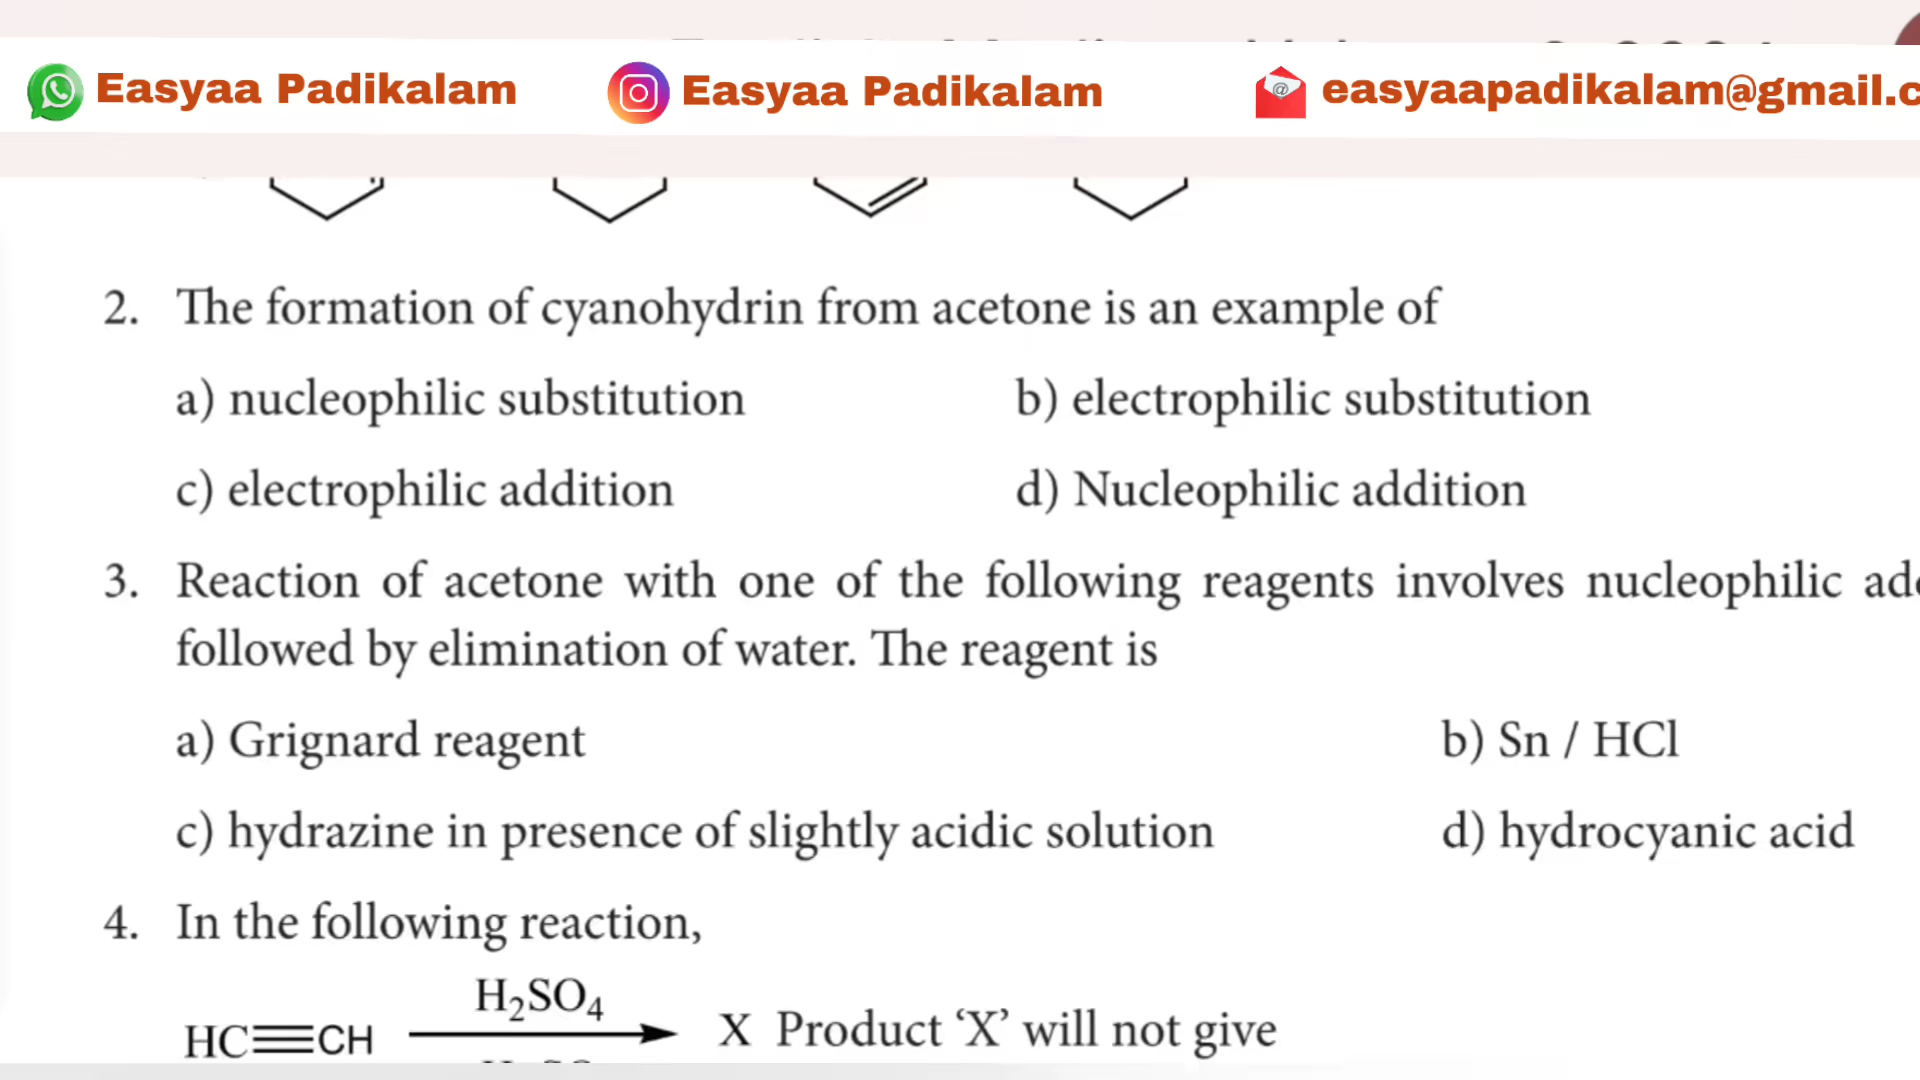 Easyaa Padikalam Easyaa Padikalam easyaapadikalam@gmail.c
2. The formation of cyanohydrin from acetone is an example of
a) nucleophilic substitution b) electrophilic substitution
c) electrophilic addition d) Nucleophilic addition
3. Reaction of acetone with one of the following reagents involves nucleophilic
followed by elimination of water. The reagent is
a) Grignard reagent b) Sn / HCl
c) hydrazine in presence of slightly acidic solution d) hydrocyanic acid
4. In the following reaction,
H₂SO₄
HC≡CH X Product ‘X’ will not give